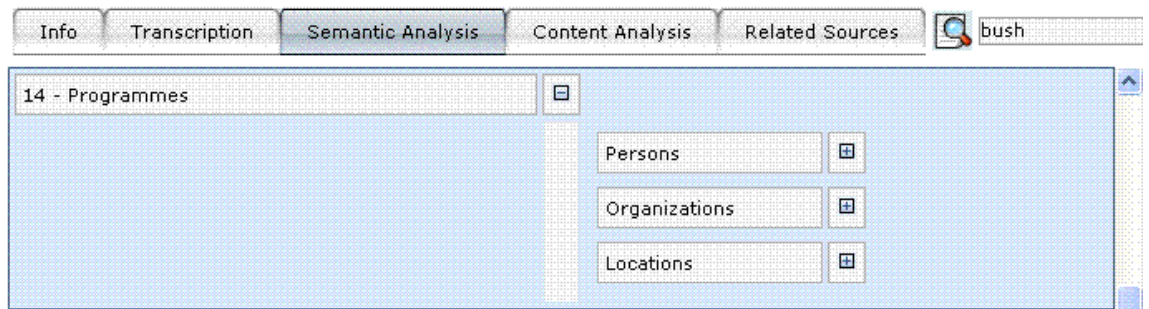 Info Transcription Semantic Analysis Content Analysis Related Sources bush
14 - Programmes
Persons
Organizations
Locations